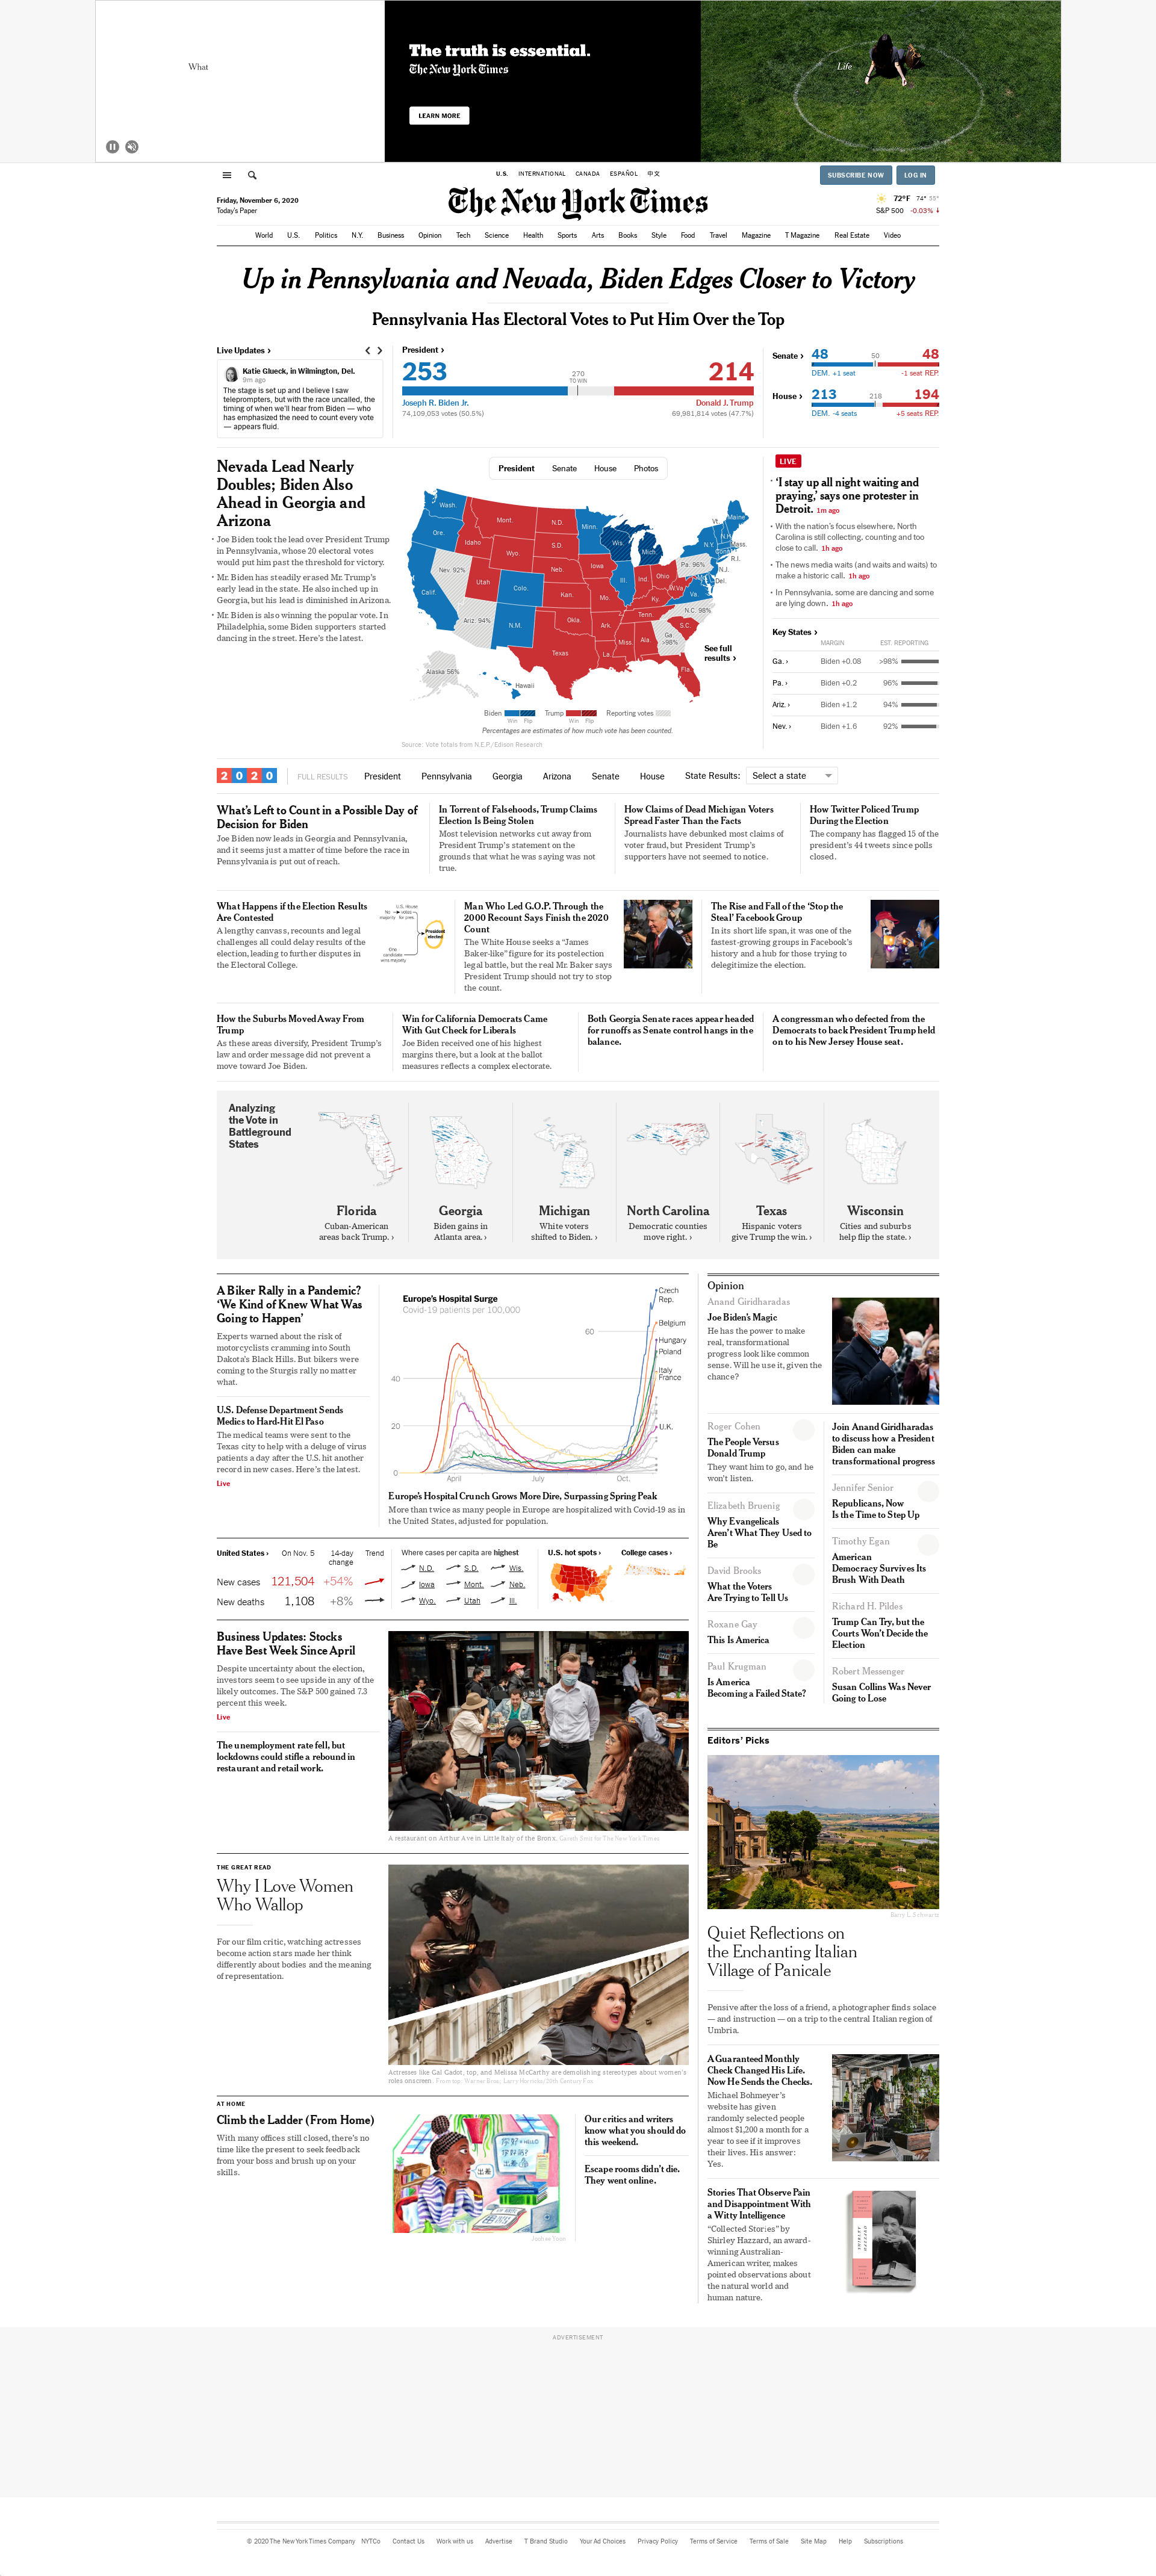 What
The truth is essential.
The New York Times
LEARN MORE
Life
U.S. INTERNATIONAL CANADA ESPAÑOL 中文
SUBSCRIBE NOW LOG IN
Friday, November 6, 2020
Today's Paper
The New York Times
72°F 74° 55°
S&P 500 -0.03%
World U.S. Politics N.Y. Business Opinion Tech Science Health Sports Arts Books Style Food Travel Magazine T Magazine Real Estate Video
Up in Pennsylvania and Nevada, Biden Edges Closer to Victory
Pennsylvania Has Electoral Votes to Put Him Over the Top
Live Updates ›
Katie Glueck, in Wilmington, Del.
9m ago
The stage is set up and I believe I saw
teleprompters, but with the race uncalled, the
timing of when we'll hear from Biden — who
has emphasized the need to count every vote
— appears fluid.
President ›
253
270
TO WIN
214
Joseph R. Biden Jr. Donald J. Trump
74,109,053 votes (50.5%) 69,981,814 votes (47.7%)
Senate › 48 50 48
DEM. +1 seat -1 seat REP.
House › 213 218 194
DEM. -4 seats +5 seats REP.
Nevada Lead Nearly
Doubles; Biden Also
Ahead in Georgia and
Arizona
Joe Biden took the lead over President Trump
in Pennsylvania, whose 20 electoral votes
would put him past the threshold for victory.
Mr. Biden has steadily erased Mr. Trump's
early lead in the state. He also inched up in
Georgia, but his lead is diminished in Arizona.
Mr. Biden is also winning the popular vote. In
Philadelphia, some Biden supporters started
dancing in the street. Here's the latest.
President Senate House Photos
Wash.
Mont.
N.D.
Minn.
Maine
Vt.
N.H.
Ore.
Idaho
S.D.
Wis.
Mich.
N.Y.
Mass.
Conn.
R.I.
Wyo.
Nev. 92%
Neb.
Iowa
Pa. 96%
N.J.
Utah
Colo.
Ill.
Ind.
Ohio
Del.
Calif.
Kan.
Mo.
W.Va.
Va.
Ky.
Ariz. 94%
N.M.
Okla.
Ark.
Tenn.
N.C. 98%
S.C.
Miss.
Ala.
Ga.
>98%
Texas
La.
Fla.
Alaska 56%
Hawaii
See full
results ›
Biden Trump Reporting votes
Win Flip Win Flip
Percentages are estimates of how much vote has been counted.
Source: Vote totals from N.E.P./Edison Research
LIVE
'I stay up all night waiting and
praying,' says one protester in
Detroit. 1m ago
With the nation's focus elsewhere, North
Carolina is still collecting, counting and too
close to call. 1h ago
The news media waits (and waits and waits) to
make a historic call. 1h ago
In Pennsylvania, some are dancing and some
are lying down. 1h ago
Key States ›
MARGIN EST. REPORTING
Ga. › Biden +0.08 >98%
Pa. › Biden +0.2 96%
Ariz. › Biden +1.2 94%
Nev. › Biden +1.6 92%
2020 FULL RESULTS President Pennsylvania Georgia Arizona Senate House State Results: Select a state
What's Left to Count in a Possible Day of
Decision for Biden
Joe Biden now leads in Georgia and Pennsylvania,
and it seems just a matter of time before the race in
Pennsylvania is put out of reach.
In Torrent of Falsehoods, Trump Claims
Election Is Being Stolen
Most television networks cut away from
President Trump's statement on the
grounds that what he was saying was not
true.
How Claims of Dead Michigan Voters
Spread Faster Than the Facts
Journalists have debunked most claims of
voter fraud, but President Trump's
supporters have not seemed to notice.
How Twitter Policed Trump
During the Election
The company has flagged 15 of the
president's 44 tweets since polls
closed.
What Happens if the Election Results
Are Contested
A lengthy canvass, recounts and legal
challenges all could delay results of the
election, leading to further disputes in
the Electoral College.
No
majority
U.S. House
votes
for pres.
President
elected
One
candidate
wins majority
Man Who Led G.O.P. Through the
2000 Recount Says Finish the 2020
Count
The White House seeks a "James
Baker-like" figure for its postelection
legal battle, but the real Mr. Baker says
President Trump should not try to stop
the count.
The Rise and Fall of the 'Stop the
Steal' Facebook Group
In its short life span, it was one of the
fastest-growing groups in Facebook's
history and a hub for those trying to
delegitimize the election.
How the Suburbs Moved Away From
Trump
As these areas diversify, President Trump's
law and order message did not prevent a
move toward Joe Biden.
Win for California Democrats Came
With Gut Check for Liberals
Joe Biden received one of his highest
margins there, but a look at the ballot
measures reflects a complex electorate.
Both Georgia Senate races appear headed
for runoffs as Senate control hangs in the
balance.
A congressman who defected from the
Democrats to back President Trump held
on to his New Jersey House seat.
Analyzing
the Vote in
Battleground
States
Florida
Cuban-American
areas back Trump. ›
Georgia
Biden gains in
Atlanta area. ›
Michigan
White voters
shifted to Biden. ›
North Carolina
Democratic counties
move right. ›
Texas
Hispanic voters
give Trump the win. ›
Wisconsin
Cities and suburbs
help flip the state. ›
A Biker Rally in a Pandemic?
'We Kind of Knew What Was
Going to Happen'
Experts warned about the risk of
motorcyclists cramming into South
Dakota's Black Hills. But bikers were
coming to the Sturgis rally no matter
what.
U.S. Defense Department Sends
Medics to Hard-Hit El Paso
The medical teams were sent to the
Texas city to help with a deluge of virus
patients a day after the U.S. hit another
record in new cases. Here's the latest.
Live
Europe's Hospital Surge
Covid-19 patients per 100,000
Czech
Rep.
Belgium
60
Hungary
Poland
Italy
France
40
20
U.K.
0
April July Oct.
Europe's Hospital Crunch Grows More Dire, Surpassing Spring Peak
More than twice as many people in Europe are hospitalized with Covid-19 as in
the United States, adjusted for population.
United States › On Nov. 5 14-day
change Trend
New cases 121,504 +54%
New deaths 1,108 +8%
Where cases per capita are highest
N.D. S.D. Wis.
Iowa Mont. Neb.
Wyo. Utah Ill.
U.S. hot spots › College cases ›
Business Updates: Stocks
Have Best Week Since April
Despite uncertainty about the election,
investors seem to see upside in any of the
likely outcomes. The S&P 500 gained 7.3
percent this week.
Live
The unemployment rate fell, but
lockdowns could stifle a rebound in
restaurant and retail work.
A restaurant on Arthur Ave in Little Italy of the Bronx. Gareth Smit for The New York Times
THE GREAT READ
Why I Love Women
Who Wallop
For our film critic, watching actresses
become action stars made her think
differently about bodies and the meaning
of representation.
Actresses like Gal Gadot, top, and Melissa McCarthy are demolishing stereotypes about women's
roles onscreen. From top: Warner Bros.; Larry Horricks/20th Century Fox
AT HOME
Climb the Ladder (From Home)
With many offices still closed, there's no
time like the present to seek feedback
from your boss and brush up on your
skills.
Our critics and writers
know what you should do
this weekend.
Escape rooms didn't die.
They went online.
Opinion
Anand Giridharadas
Joe Biden's Magic
He has the power to make
real, transformational
progress look like common
sense. Will he use it, given the
chance?
Roger Cohen
The People Versus
Donald Trump
They want him to go, and he
won't listen.
Elizabeth Bruenig
Why Evangelicals
Aren't What They Used to
Be
David Brooks
What the Voters
Are Trying to Tell Us
Roxane Gay
This Is America
Paul Krugman
Is America
Becoming a Failed State?
Join Anand Giridharadas
to discuss how a President
Biden can make
transformational progress
Jennifer Senior
Republicans, Now
Is the Time to Step Up
Timothy Egan
American
Democracy Survives Its
Brush With Death
Richard H. Pildes
Trump Can Try, but the
Courts Won't Decide the
Election
Robert Messenger
Susan Collins Was Never
Going to Lose
Editors' Picks
Barry L. Schwartz
Quiet Reflections on
the Enchanting Italian
Village of Panicale
Pensive after the loss of a friend, a photographer finds solace
— and instruction — on a trip to the central Italian region of
Umbria.
A Guaranteed Monthly
Check Changed His Life.
Now He Sends the Checks.
Michael Bohmeyer's
website has given
randomly selected people
almost $1,200 a month for a
year to see if it improves
their lives. His answer:
Yes.
Stories That Observe Pain
and Disappointment With
a Witty Intelligence
"Collected Stories" by
Shirley Hazzard, an award-
winning Australian-
American writer, makes
pointed observations about
the natural world and
human nature.
ADVERTISEMENT
© 2020 The New York Times Company NYTCo Contact Us Work with us Advertise T Brand Studio Your Ad Choices Privacy Policy Terms of Service Terms of Sale Site Map Help Subscriptions